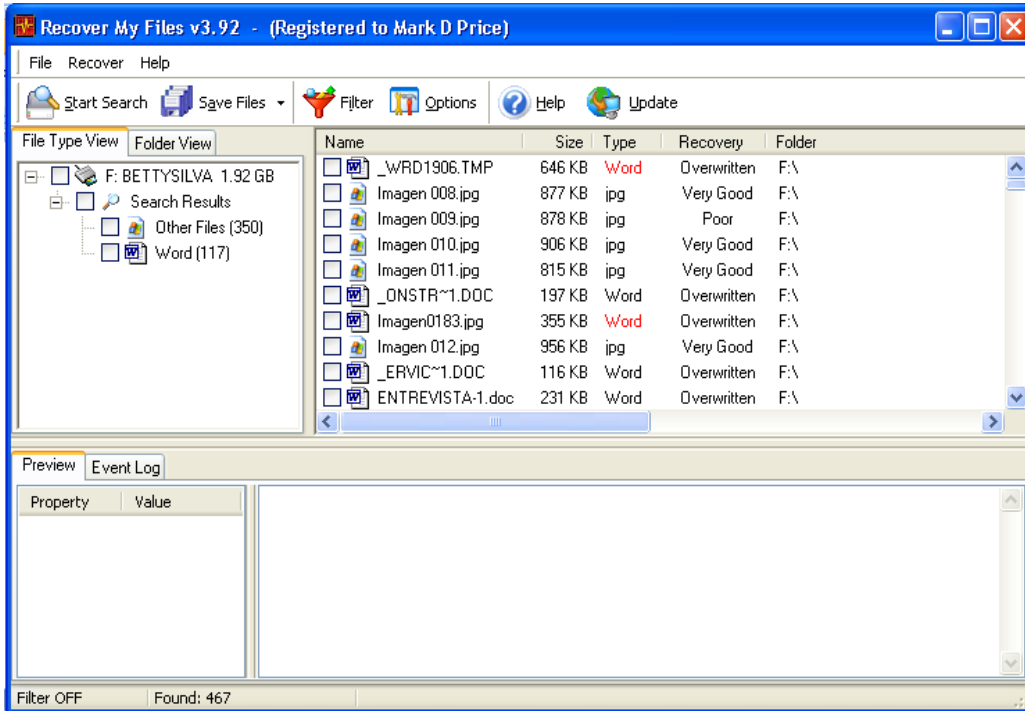 Recover My Files v3.92 - (Registered to Mark D Price)
File Recover Help
Start Search Save Files Filter Options Help Update
File Type View Folder View
F: BETTYSILVA 1.92 GB
Search Results
Other Files (350)
Word (117)
Name Size Type Recovery Folder
_WRD1906.TMP 646 KB Word Overwritten F:\
Imagen 008.jpg 877 KB jpg Very Good F:\
Imagen 009.jpg 878 KB jpg Poor F:\
Imagen 010.jpg 906 KB jpg Very Good F:\
Imagen 011.jpg 815 KB jpg Very Good F:\
_ONSTR~1.DOC 197 KB Word Overwritten F:\
Imagen0183.jpg 355 KB Word Overwritten F:\
Imagen 012.jpg 956 KB jpg Very Good F:\
_ERVIC~1.DOC 116 KB Word Overwritten F:\
ENTREVISTA-1.doc 231 KB Word Overwritten F:\
Preview Event Log
Property Value
Filter OFF Found: 467